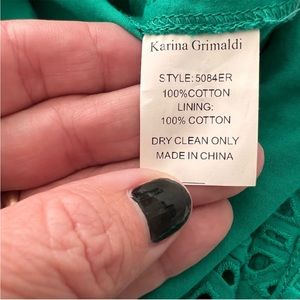 Karina Grimaldi
STYLE:5084ER
100%COTTON
LINING:
100% COTTON
DRY CLEAN ONLY
MADE IN CHINA